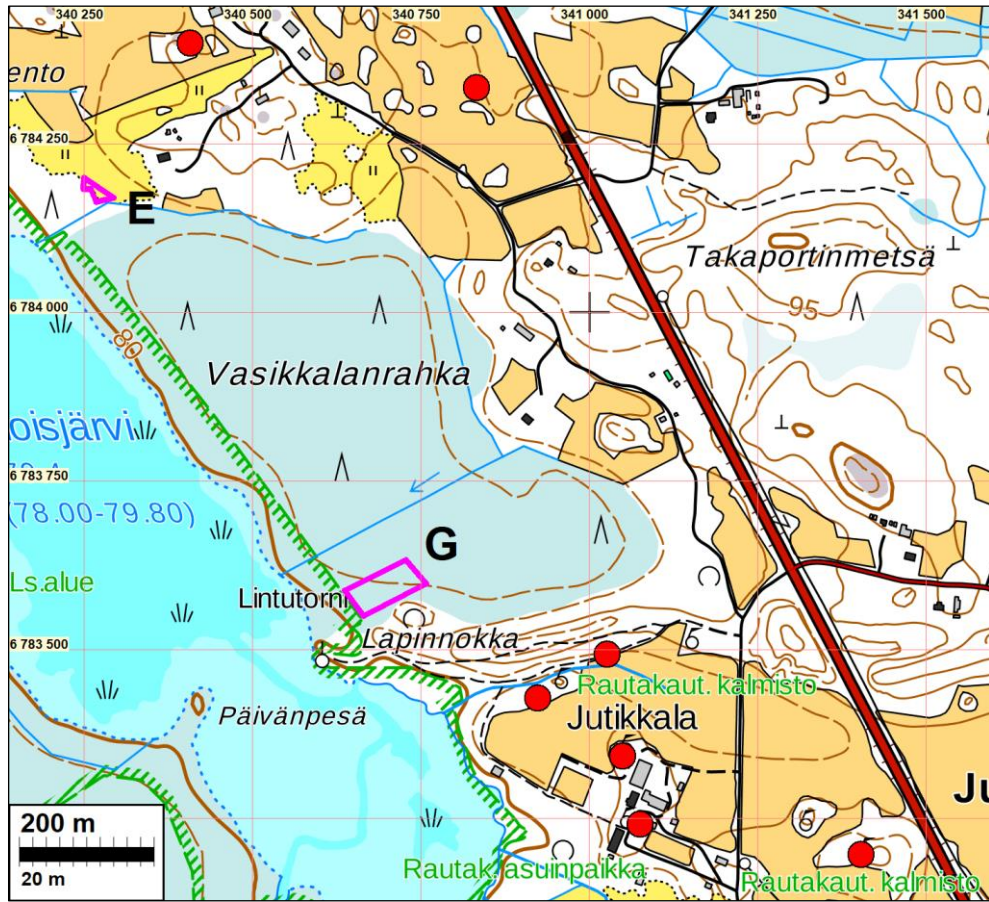 340 250
340 500
340 750
341 000
341 250
341 500
ento
6 784 250
E
Takaportinmetsä
6 784 000
95
80
Vasikkalanrahka
oisjärvi
6 783 750
(78.00-79.80)
G
Ls.alue
Lintutorni
Lapinnokka
6 783 500
Rautakaut. kalmisto
Päivänpesä
Jutikkala
Ju
200 m
20 m
Rautak. asuinpaikka
Rautakaut. kalmisto